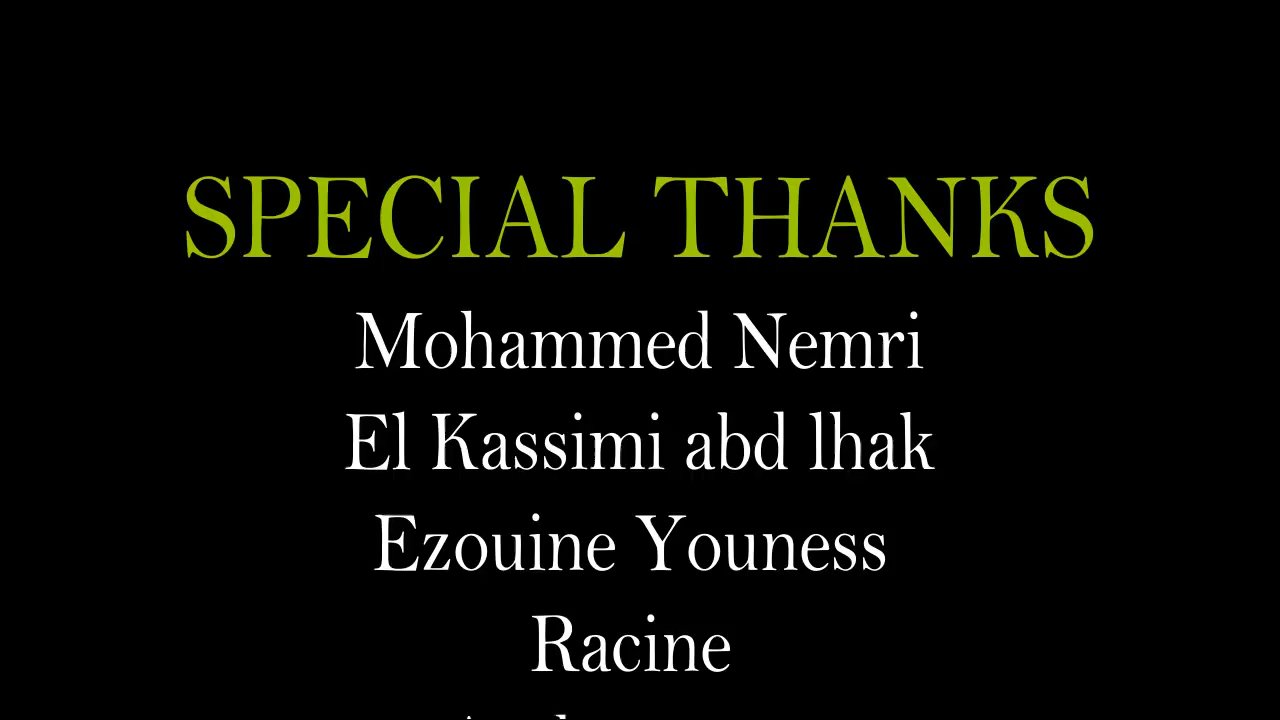 SPECIAL THANKS
Mohammed Nemri
El Kassimi abd lhak
Ezouine Youness
Racine